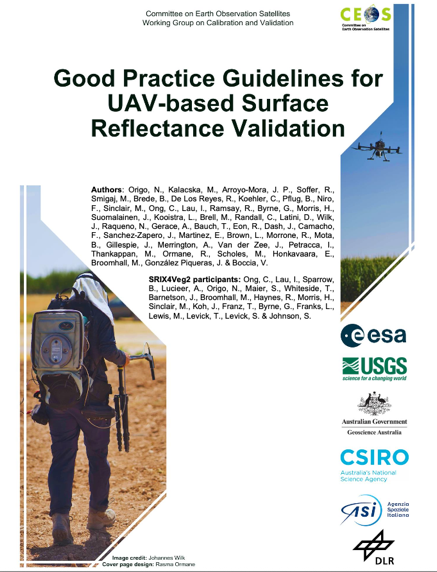 Committee on Earth Observation Satellites
Working Group on Calibration and Validation
CEOS
Committee on
Earth Observation Satellites
Good Practice Guidelines for
UAV-based Surface
Reflectance Validation
Authors: Origo, N., Kalacska, M., Arroyo-Mora, J. P., Soffer, R.,
Smigaj, M., Brede, B., De Los Reyes, R., Koehler, C., Pflug, B., Niro,
F., Sinclair, M., Ong, C., Lau, I., Ramsay, R., Byrne, G., Morris, H.,
Suomalainen, J., Kooistra, L., Brell, M., Randall, C., Latini, D., Wilk,
J., Raqueno, N., Gerace, A., Bauch, T., Eon, R., Dash, J., Camacho,
F., Sanchez-Zapero, J., Martinez, E., Brown, L., Morrone, R., Mota,
B., Gillespie, J., Merrington, A., Van der Zee, J., Petracca, I.,
Thankappan, M., Ormane, R., Scholes, M., Honkavaara, E.,
Broomhall, M., González Piqueras, J. & Boccia, V.
SRIX4Veg2 participants: Ong, C., Lau, I., Sparrow,
B., Lucieer, A., Origo, N., Maier, S., Whiteside, T.,
Barnetson, J., Broomhall, M., Haynes, R., Morris, H.,
Sinclair, M., Koh, J., Franz, T., Byrne, G., Franks, L.,
Lewis, M., Levick, T., Levick, S. & Johnson, S.
esa
USGS
science for a changing world
Australian Government
Geoscience Australia
CSIRO
Australia's National
Science Agency
asi
Agenzia
Spaziale
Italiana
DLR
Image credit: Johannes Wilk
Cover page design: Rasma Ormane